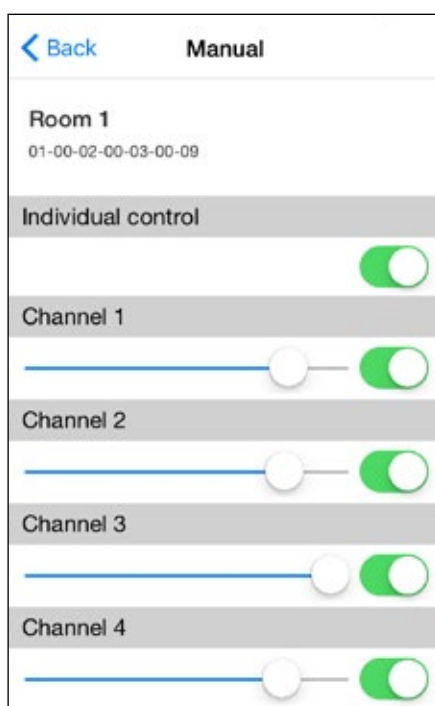 Back Manual
Room 1
01-00-02-00-03-00-09
Individual control
Channel 1
Channel 2
Channel 3
Channel 4